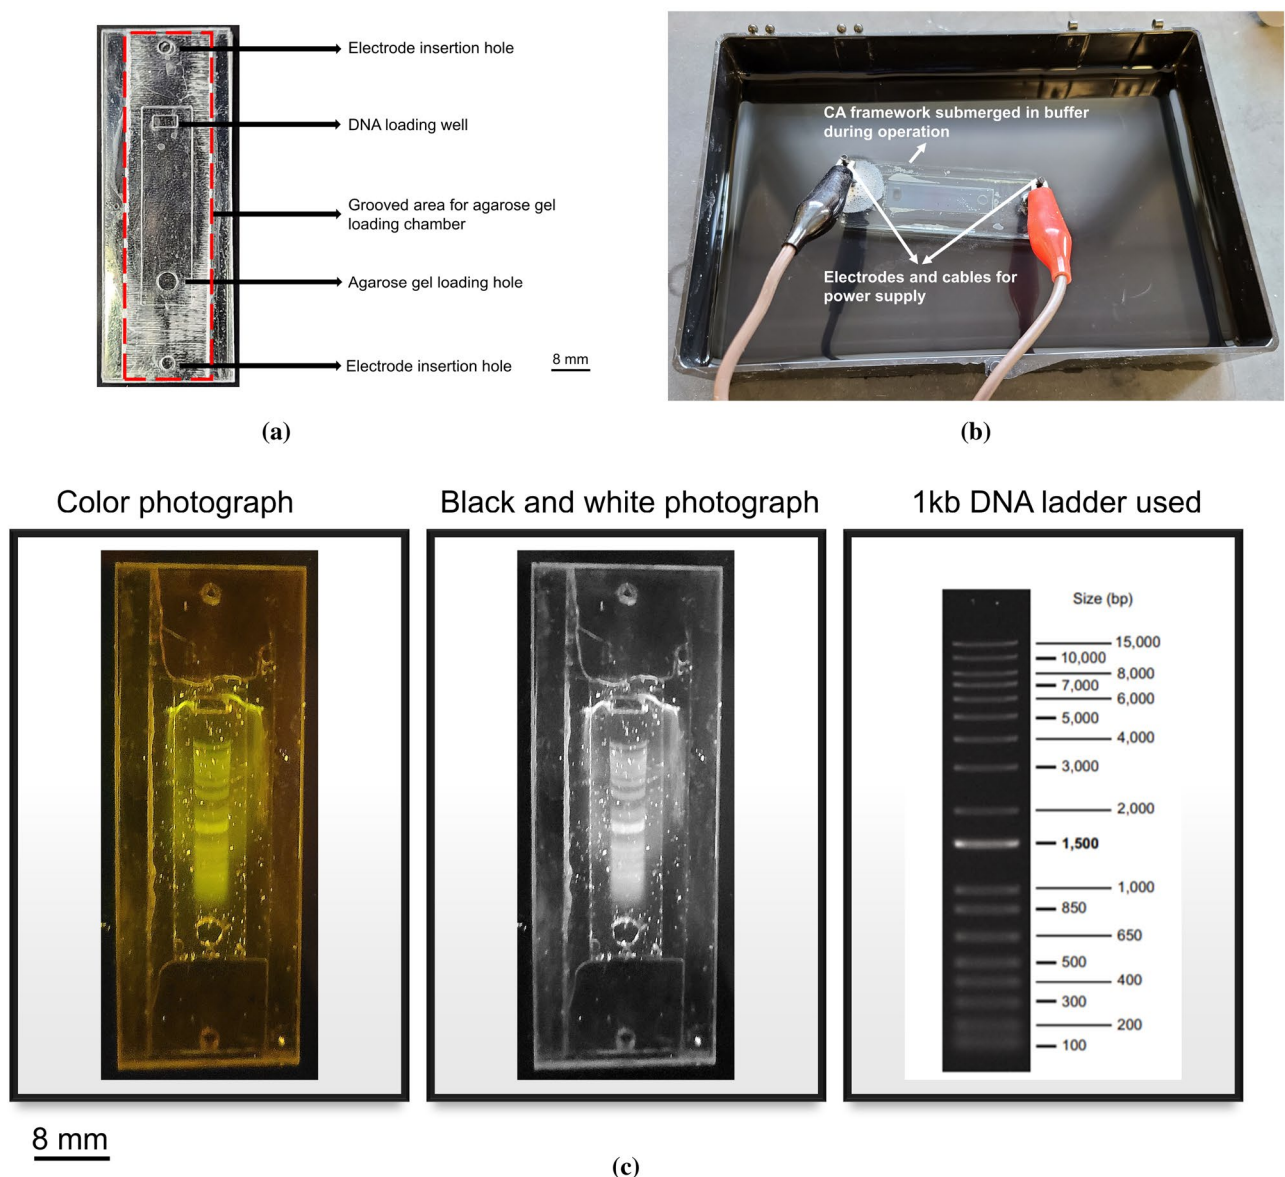 Electrode insertion hole
DNA loading well
Grooved area for agarose gel
loading chamber
Agarose gel loading hole
Electrode insertion hole
8 mm
(a)
CA framework submerged in buffer
during operation
Electrodes and cables for
power supply
(b)
Color photograph
Black and white photograph
1kb DNA ladder used
Size (bp)
15,000
10,000
8,000
7,000
6,000
5,000
4,000
3,000
2,000
1,500
1,000
850
650
500
400
300
200
100
8 mm
(c)